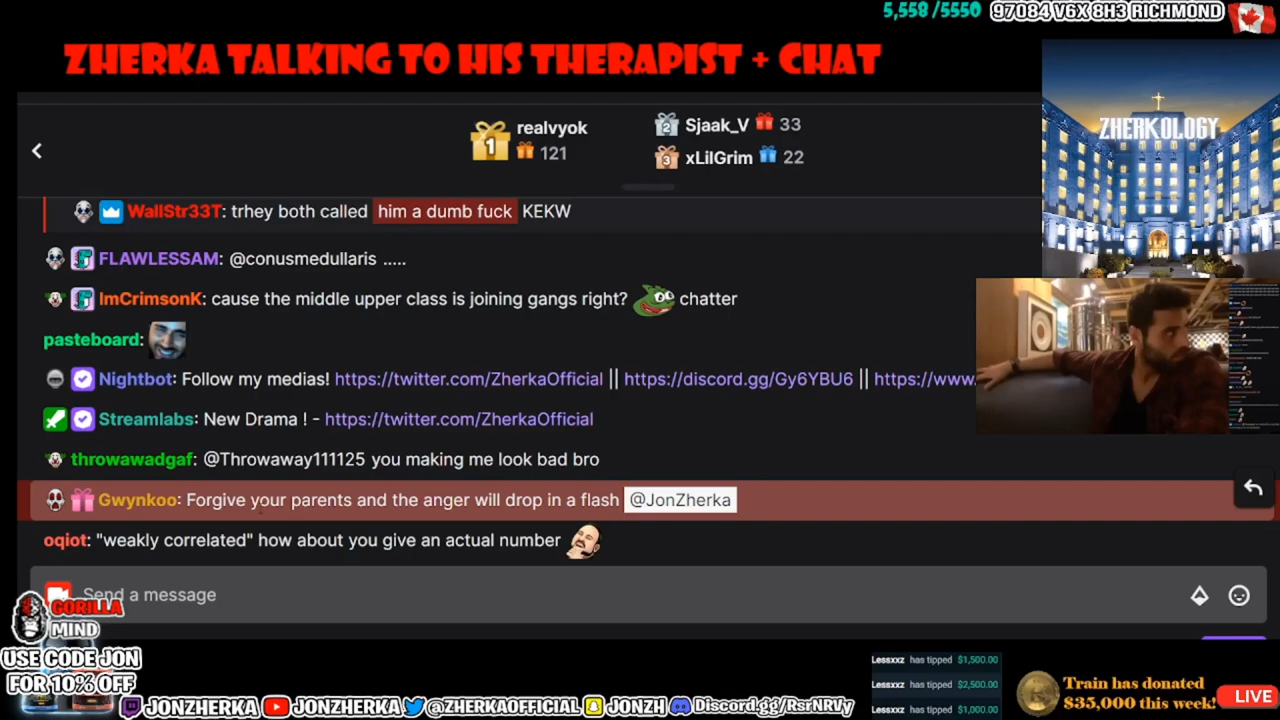 5,558 /5550
97084 V6X 8H3 RICHMOND
ZHERKA TALKING TO HIS THERAPIST + CHAT
ZHERKOLOGY
1 realvyok
121
2 Sjaak_V 33
3 xLilGrim 22
WallStr33T: trhey both called him a dumb fuck KEKW
FLAWLESSAM: @conusmedullaris .....
ImCrimsonK: cause the middle upper class is joining gangs right? chatter
pasteboard:
Nightbot: Follow my medias! https://twitter.com/ZherkaOfficial || https://discord.gg/Gy6YBU6 || https://www.
Streamlabs: New Drama ! - https://twitter.com/ZherkaOfficial
throwawadgaf: @Throwaway111125 you making me look bad bro
Gwynkoo: Forgive your parents and the anger will drop in a flash @JonZherka
oqiot: "weakly correlated" how about you give an actual number
Send a message
GORILLA
MIND
USE CODE JON
FOR 10% OFF
JONZHERKA JONZHERKA @ZHERKAOFFICIAL JONZH Discord.gg/RsrNRVy
Lessxxz has tipped $1,500.00
Lessxxz has tipped $2,500.00
Lessxxz has tipped $1,000.00
Train has donated
$35,000 this week!
LIVE